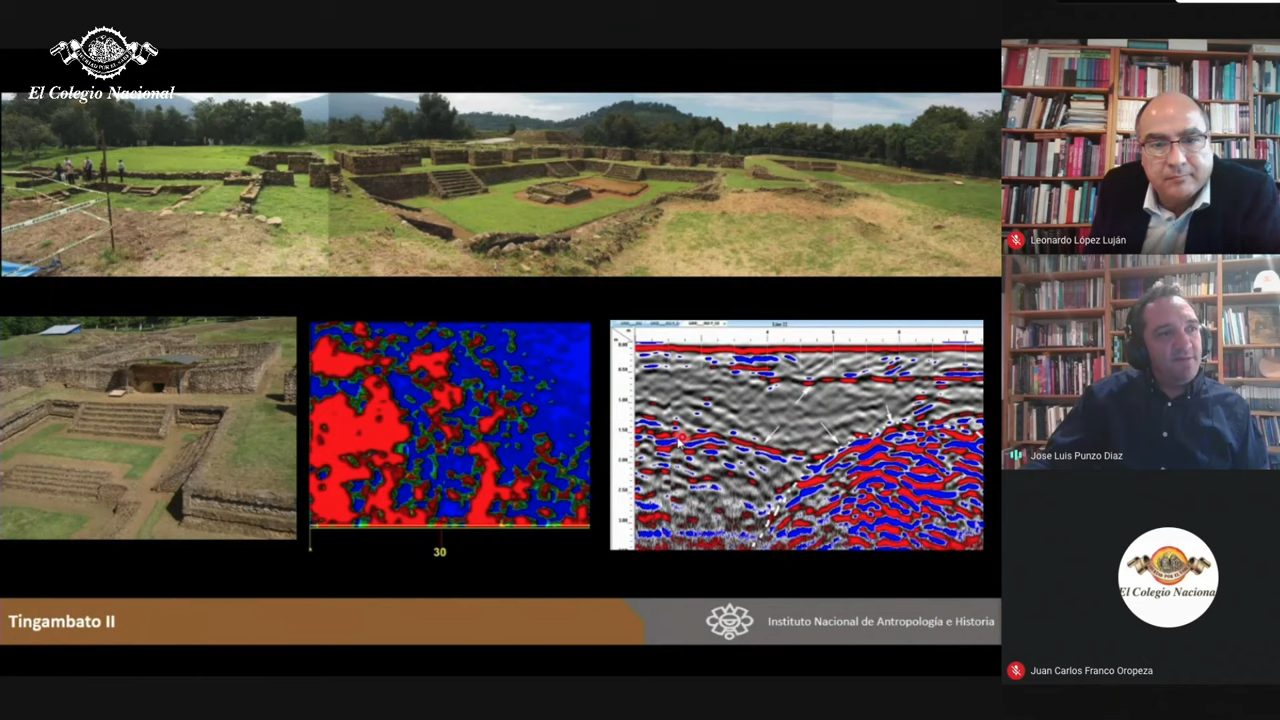 El Colegio Nacional
30
Tingambato II
Instituto Nacional de Antropología e Historia
Leonardo López Luján
Jose Luis Punzo Diaz
El Colegio Nacional
Juan Carlos Franco Oropeza